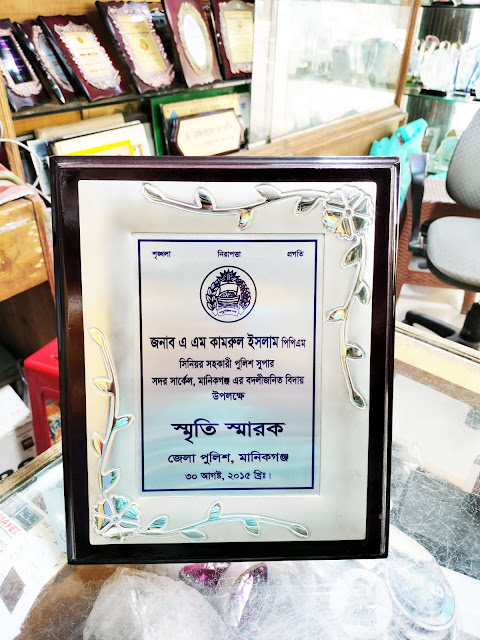 শৃঙ্খলা নিরাপত্তা প্রগতি
জনাব এ এম কামরুল ইসলাম পিপিএম
সিনিয়র সহকারী পুলিশ সুপার
সদর সার্কেল, মানিকগঞ্জ এর বদলীজনিত বিদায়
উপলক্ষে
স্মৃতি স্মারক
জেলা পুলিশ, মানিকগঞ্জ
৩০ আগষ্ট, ২০১৫ খ্রিঃ।